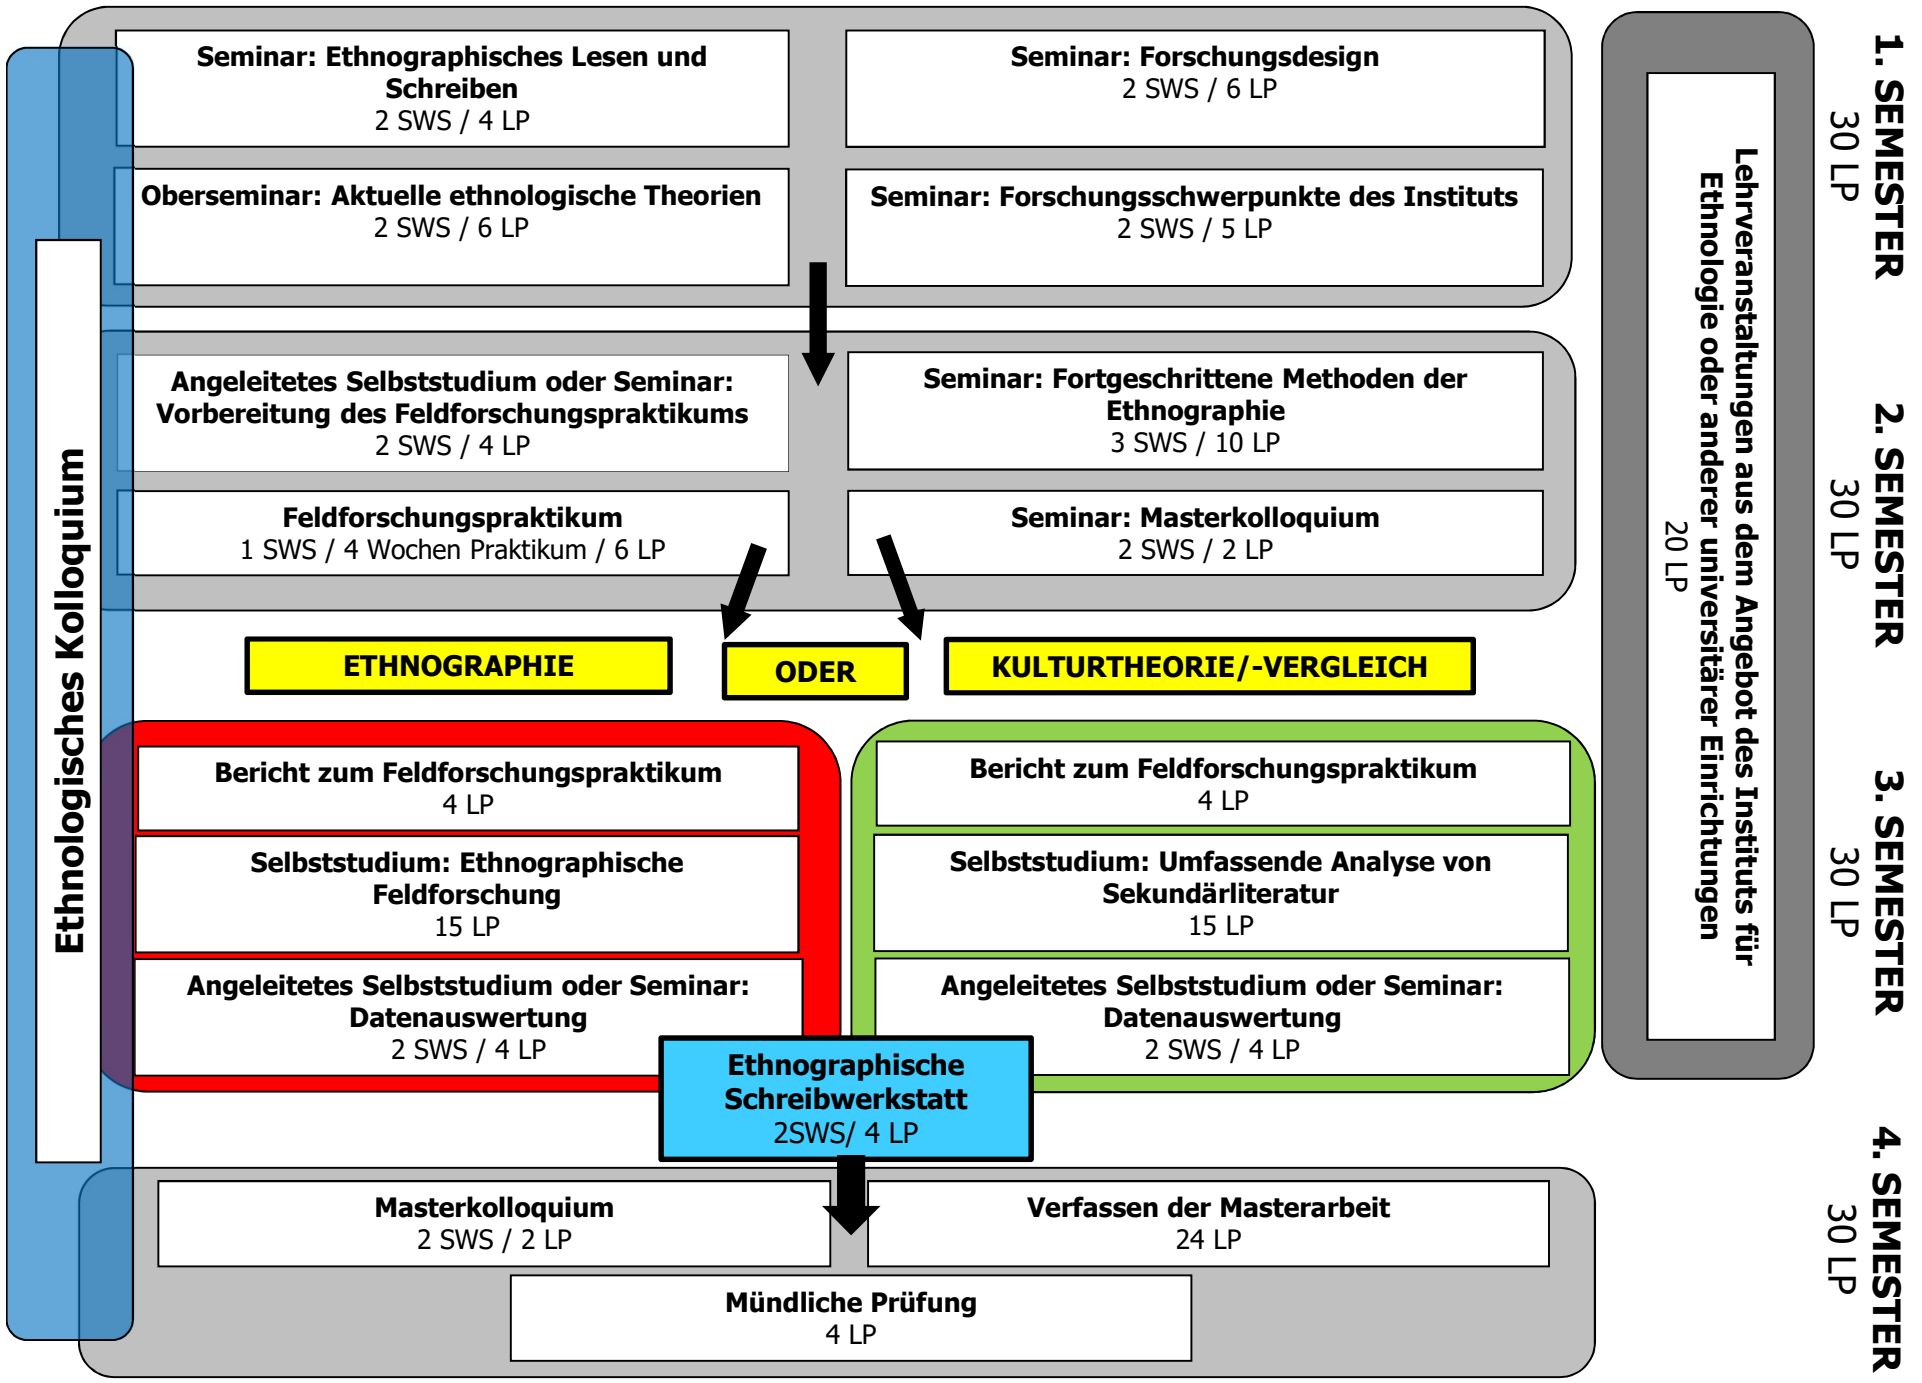 Seminar: Ethnographisches Lesen und
Schreiben
2 SWS / 4 LP
Seminar: Forschungsdesign
2 SWS / 6 LP
Oberseminar: Aktuelle ethnologische Theorien
2 SWS / 6 LP
Seminar: Forschungsschwerpunkte des Instituts
2 SWS / 5 LP
Angeleitetes Selbststudium oder Seminar:
Vorbereitung des Feldforschungspraktikums
2 SWS / 4 LP
Seminar: Fortgeschrittene Methoden der
Ethnographie
3 SWS / 10 LP
Feldforschungspraktikum
1 SWS / 4 Wochen Praktikum / 6 LP
Seminar: Masterkolloquium
2 SWS / 2 LP
ETHNOGRAPHIE
ODER
KULTURTHEORIE/-VERGLEICH
Bericht zum Feldforschungspraktikum
4 LP
Selbststudium: Ethnographische
Feldforschung
15 LP
Angeleitetes Selbststudium oder Seminar:
Datenauswertung
2 SWS / 4 LP
Bericht zum Feldforschungspraktikum
4 LP
Selbststudium: Umfassende Analyse von
Sekundärliteratur
15 LP
Angeleitetes Selbststudium oder Seminar:
Datenauswertung
2 SWS / 4 LP
Ethnographische
Schreibwerkstatt
2SWS/ 4 LP
Masterkolloquium
2 SWS / 2 LP
Verfassen der Masterarbeit
24 LP
Mündliche Prüfung
4 LP
Ethnologisches Kolloquium
Lehrveranstaltungen aus dem Angebot des Instituts für
Ethnologie oder anderer universitärer Einrichtungen
20 LP
1. SEMESTER
30 LP
2. SEMESTER
30 LP
3. SEMESTER
30 LP
4. SEMESTER
30 LP